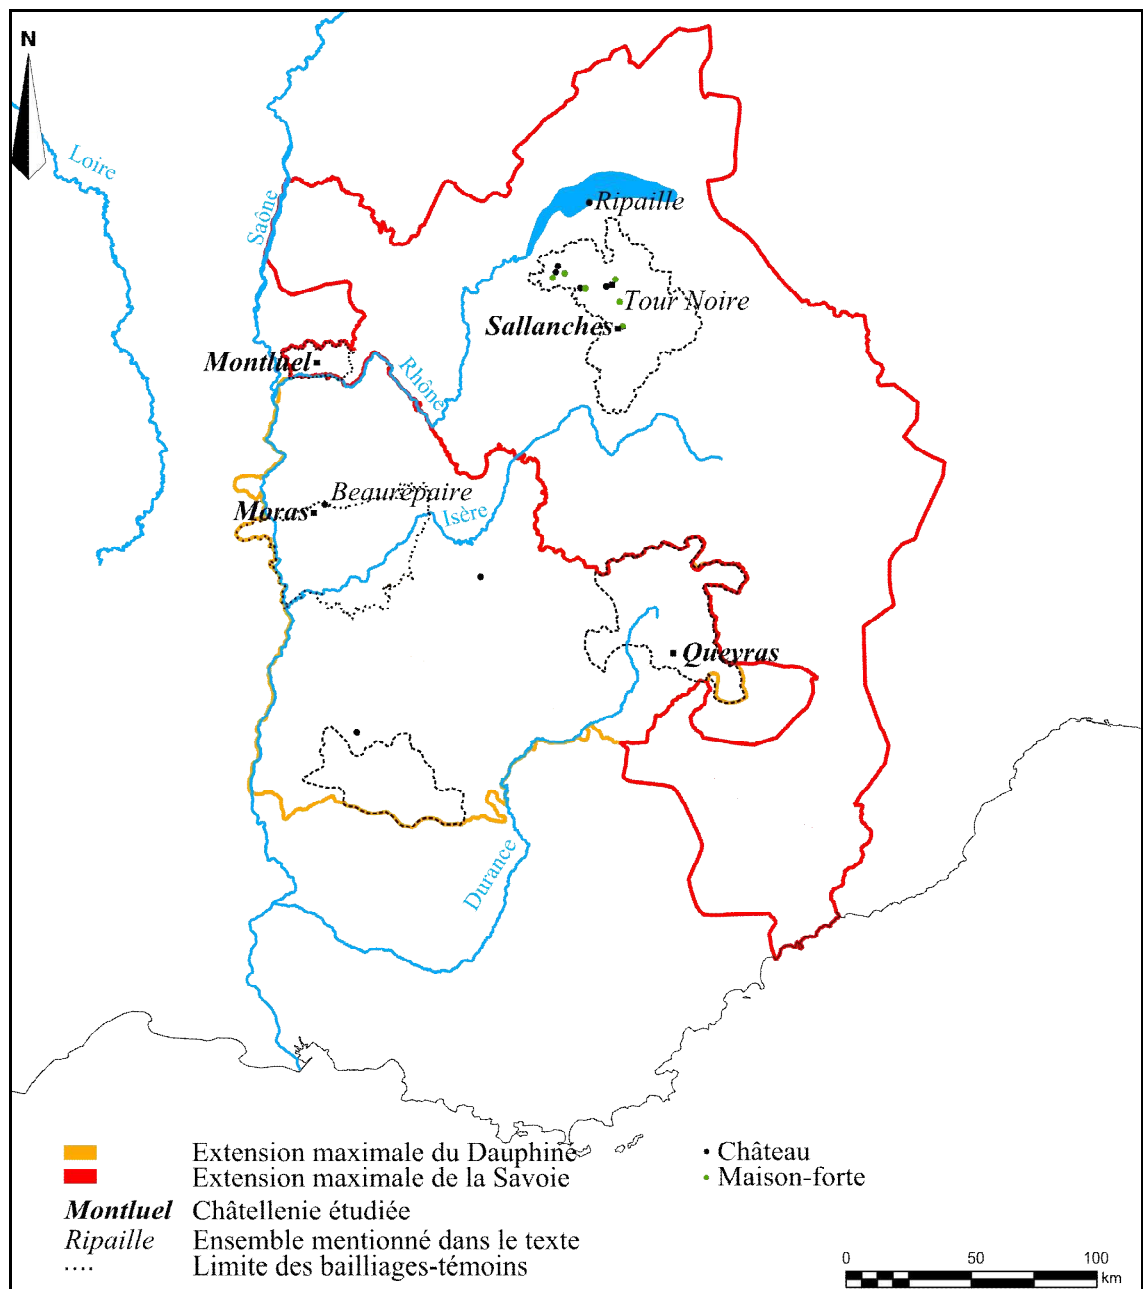 N
Loire
Saône
Ripaille
Tour Noire
Sallanches
Montluel
Rhône
Beaurepaire
Moras
Isère
Queyras
Durance
Extension maximale du Dauphiné
Extension maximale de la Savoie
Montluel Châtellenie étudiée
Ripaille Ensemble mentionné dans le texte
Limite des bailliages-témoins
Château
Maison-forte
0 50 100
km